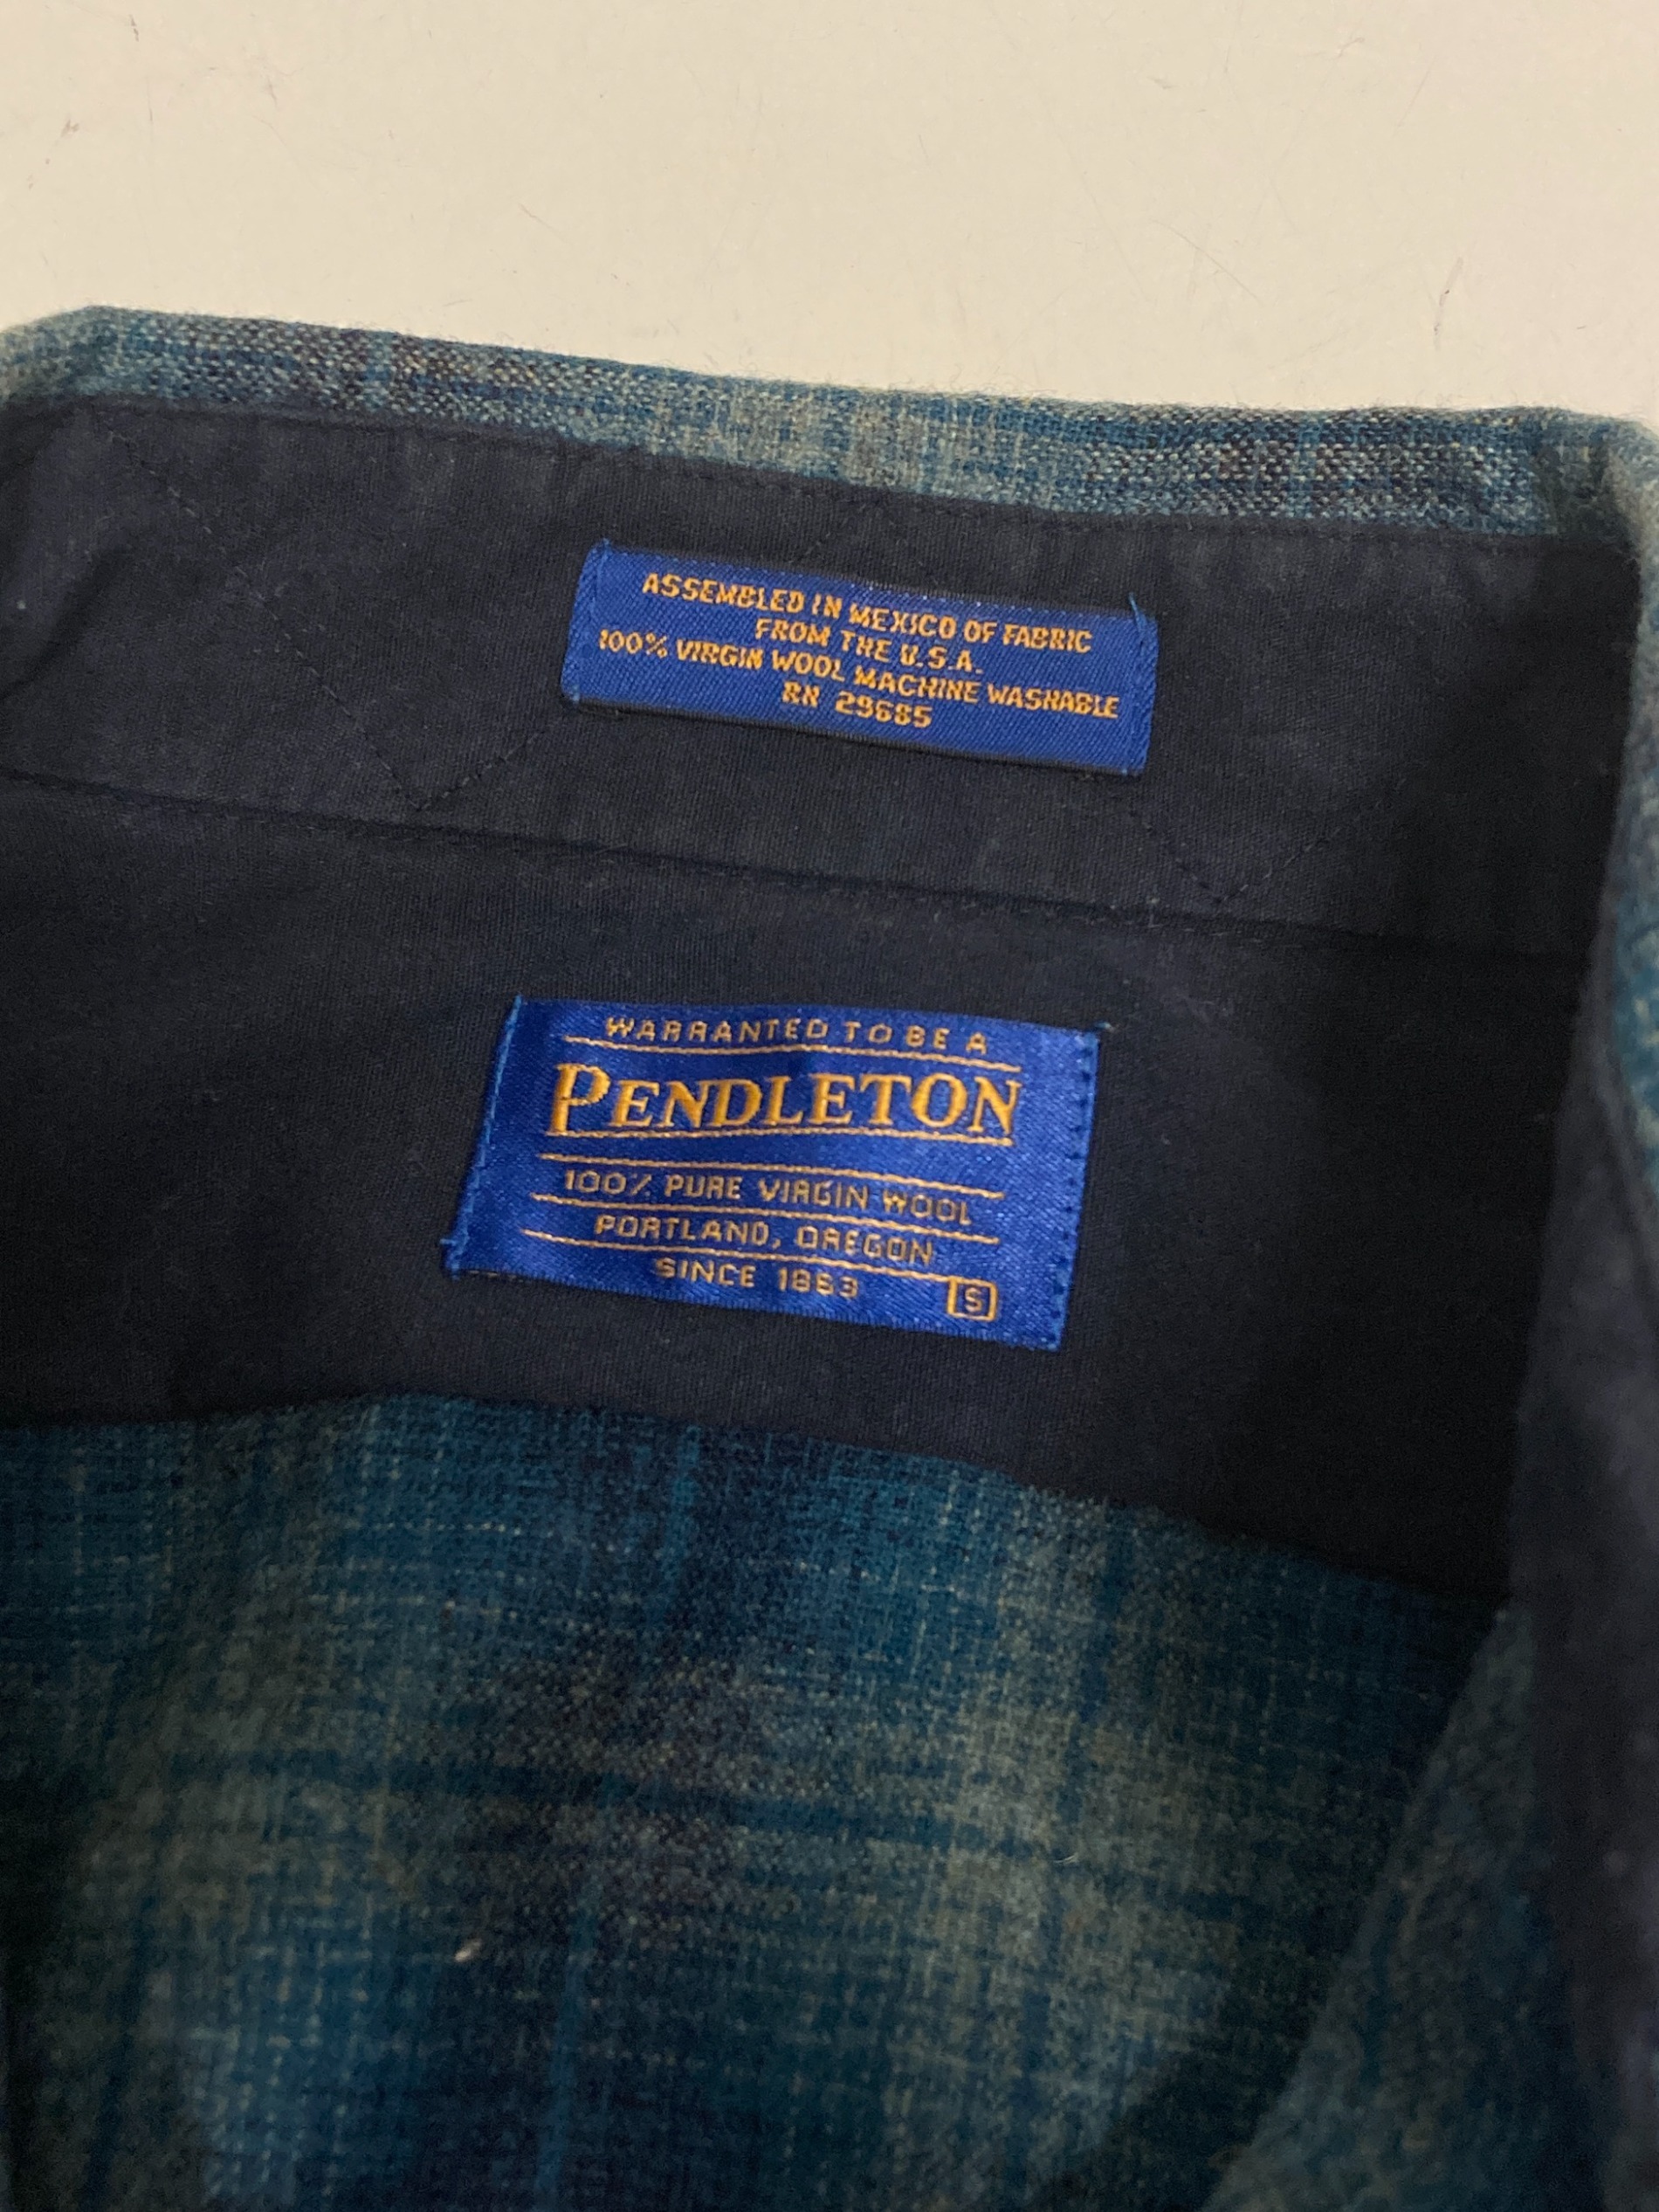 ASSEMBLED IN MEXICO OF FABRIC
FROM THE U.S.A.
100% VIRGIN WOOL MACHINE WASHABLE
RN 29685
WARRANTED TO BE A
PENDLETON
100% PURE VIRGIN WOOL
PORTLAND, OREGON
SINCE 1863
S